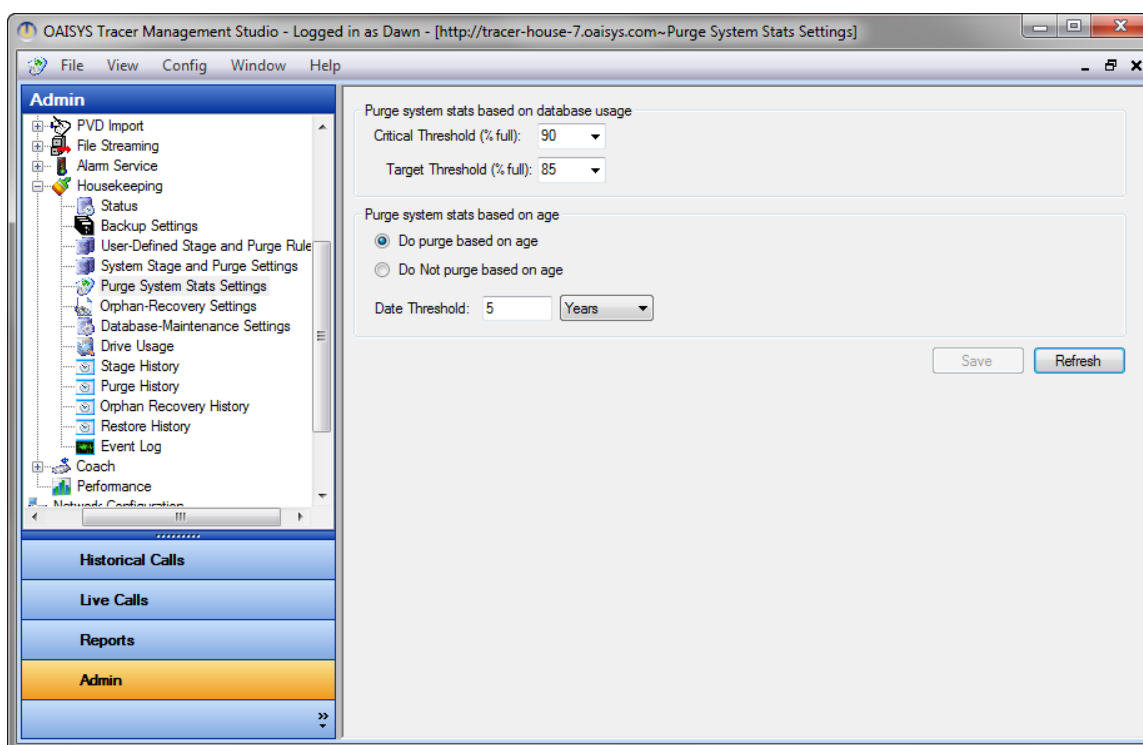 OAISYS Tracer Management Studio - Logged in as Dawn - [http://tracer-house-7.oaisys.com~Purge System Stats Settings]
File View Config Window Help
Admin
PVD Import
File Streaming
Alarm Service
Housekeeping
Status
Backup Settings
User-Defined Stage and Purge Rule
System Stage and Purge Settings
Purge System Stats Settings
Orphan-Recovery Settings
Database-Maintenance Settings
Drive Usage
Stage History
Purge History
Orphan Recovery History
Restore History
Event Log
Coach
Performance
Network Configuration
Historical Calls
Live Calls
Reports
Admin
Purge system stats based on database usage
Critical Threshold (% full): 90
Target Threshold (% full): 85
Purge system stats based on age
Do purge based on age
Do Not purge based on age
Date Threshold: 5 Years
Save Refresh